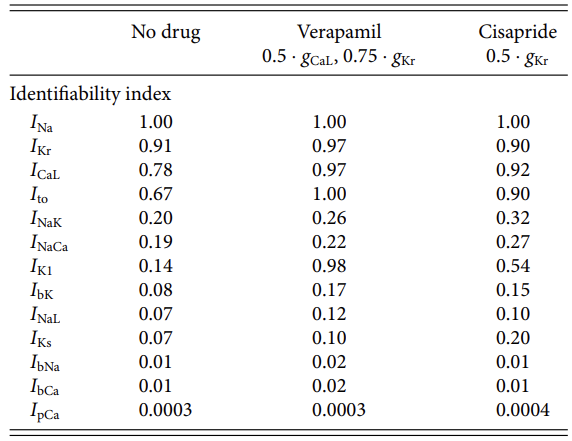 No drug Verapamil Cisapride
0.5 · gCaL, 0.75 · gKr 0.5 · gKr
Identifiability index
INa 1.00 1.00 1.00
IKr 0.91 0.97 0.90
ICaL 0.78 0.97 0.92
Ito 0.67 1.00 0.90
INaK 0.20 0.26 0.32
INaCa 0.19 0.22 0.27
IK1 0.14 0.98 0.54
IbK 0.08 0.17 0.15
INaL 0.07 0.12 0.10
IKs 0.07 0.10 0.20
IbNa 0.01 0.02 0.01
IbCa 0.01 0.02 0.01
IpCa 0.0003 0.0003 0.0004